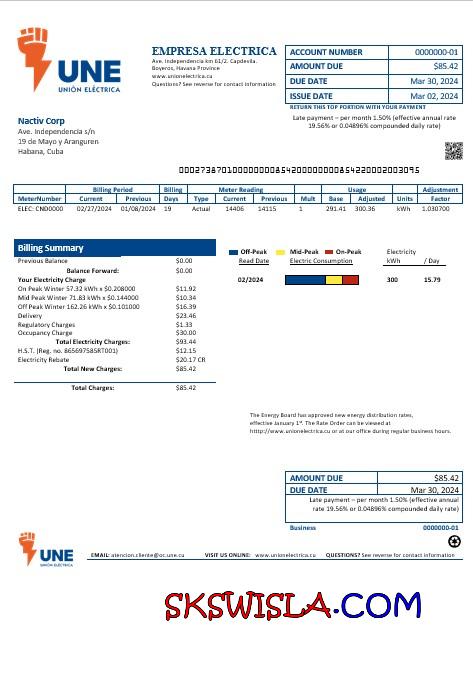 UNE
UNIÓN ELÉCTRICA
EMPRESA ELECTRICA
Ave. Independencia km 61/2. Capdevila.
Boyeros, Havana Province
www.unionelectrica.cu
Questions? See reverse for contact information
ACCOUNT NUMBER 0000000-01
AMOUNT DUE $85.42
DUE DATE Mar 30, 2024
ISSUE DATE Mar 02, 2024
RETURN THIS TOP PORTION WITH YOUR PAYMENT
Late payment – per month 1.50% (effective annual rate
19.56% or 0.04896% compounded daily rate)
Nactiv Corp
Ave. Independencia s/n
19 de Mayo y Aranguren
Habana, Cuba
Billing Period Billing Meter Reading Usage Adjustment
MeterNumber Current Previous Days Type Current Previous Mult Base Adjusted Units Factor
ELEC: CND0000 02/27/2024 01/08/2024 19 Actual 14406 14115 1 291.41 300.36 kWh 1.030700
Billing Summary
Previous Balance $0.00
Balance Forward: $0.00
Your Electricity Charge
On Peak Winter 57.32 kWh x $0.208000 $11.92
Mid Peak Winter 71.83 kWh x $0.144000 $10.34
Off Peak Winter 162.26 kWh x $0.101000 $16.39
Delivery $23.46
Regulatory Charges $1.33
Occupancy Charge $30.00
Total Electricity Charges: $93.44
H.S.T. (Reg. no. 865697585RT001) $12.15
Electricity Rebate $20.17 CR
Total New Charges: $85.42
Total Charges: $85.42
Off-Peak Mid-Peak On-Peak Electricity
Read Date Electric Consumption kWh / Day
02/2024 300 15.79
The Energy Board has approved new energy distribution rates,
effective January 1st. The Rate Order can be viewed at
htttp://www.unionelectrica.cu or at our office during regular business hours.
AMOUNT DUE $85.42
DUE DATE Mar 30, 2024
Late payment – per month 1.50% (effective annual
rate 19.56% or 0.04896% compounded daily rate)
Business 0000000-01
UNE
UNIÓN ELÉCTRICA
EMAIL: atencion.cliente@oc.une.cu VISIT US ONLINE: www.unionelectrica.cu QUESTIONS? See reverse for contact information
SKSWISLA.COM